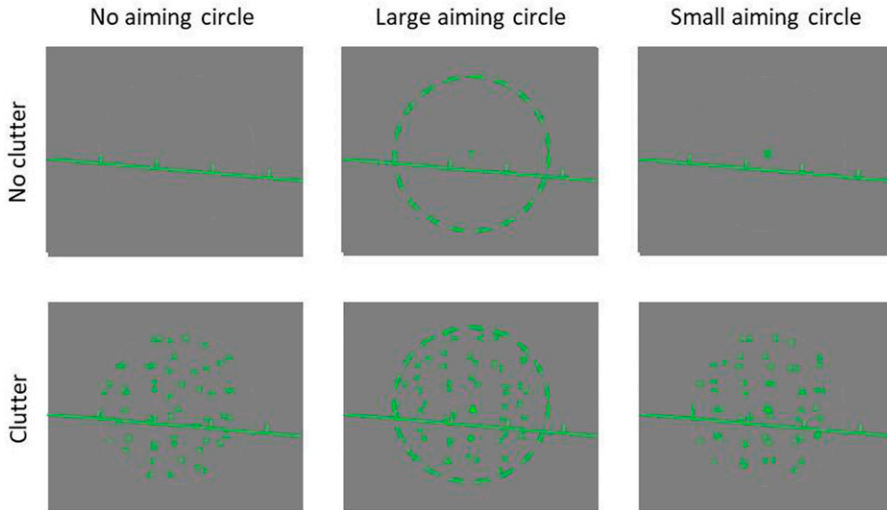 No aiming circle
Large aiming circle
Small aiming circle
No clutter
Clutter